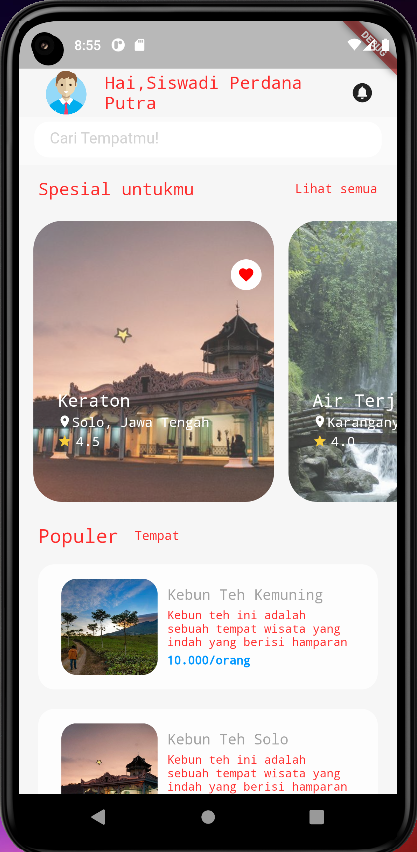 8:55
DEBUG
Hai,Siswadi Perdana
Putra
Cari Tempatmu!
Spesial untukmu
Lihat semua
Keraton
Solo, Jawa Tengah
4.5
Air Terj
Karangany
4.0
Populer
Tempat
Kebun Teh Kemuning
Kebun teh ini adalah
sebuah tempat wisata yang
indah yang berisi hamparan
10.000/orang
Kebun Teh Solo
Kebun teh ini adalah
sebuah tempat wisata yang
indah yang berisi hamparan